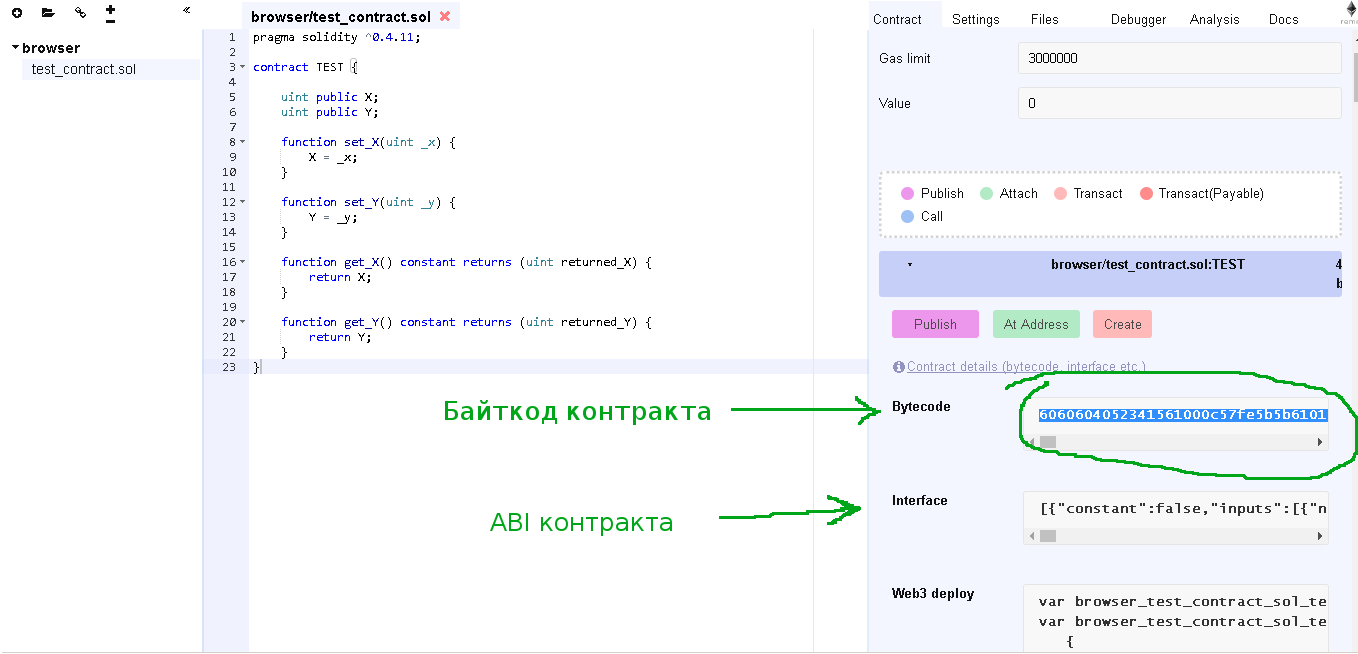 browser
test_contract.sol
browser/test_contract.sol
1 pragma solidity ^0.4.11;
2
3 contract TEST {
4
5 uint public X;
6 uint public Y;
7
8 function set_X(uint _x) {
9 X = _x;
10 }
11
12 function set_Y(uint _y) {
13 Y = _y;
14 }
15
16 function get_X() constant returns (uint returned_X) {
17 return X;
18 }
19
20 function get_Y() constant returns (uint returned_Y) {
21 return Y;
22 }
23 }
Байткод контракта
ABI контракта
Contract Settings Files Debugger Analysis Docs
Gas limit 3000000
Value 0
Publish Attach Transact Transact(Payable)
Call
browser/test_contract.sol:TEST 4
b
Publish At Address Create
Contract details (bytecode, interface etc.)
Bytecode 6060604052341561000c57fe5b5b6101
Interface [{"constant":false,"inputs":[{"n
Web3 deploy var browser_test_contract_sol_te
var browser_test_contract_sol_te
{